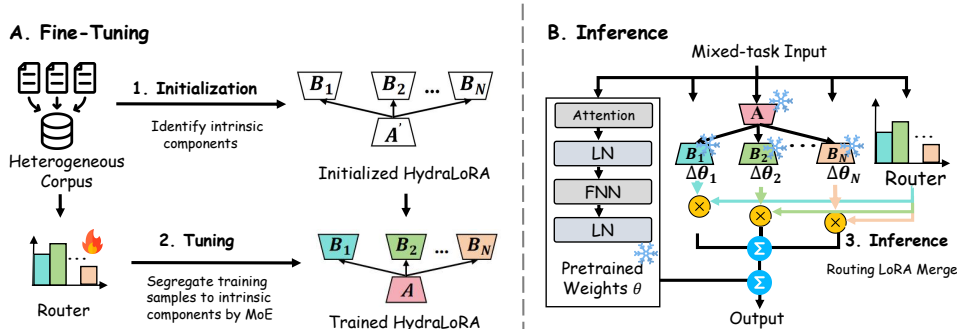 A. Fine-Tuning
1. Initialization
Identify intrinsic
components
Heterogeneous
Corpus
B1 B2 ... BN
A'
Initialized HydraLoRA
2. Tuning
Segregate training
samples to intrinsic
components by MoE
Router
B1 B2 ... BN
A
Trained HydraLoRA
B. Inference
Mixed-task Input
Attention
LN
FNN
LN
Pretrained
Weights θ
A
B1 B2 ... BN
Δθ1 Δθ2 ΔθN
Router
× × ×
3. Inference
Routing LoRA Merge
Σ
Σ
Output